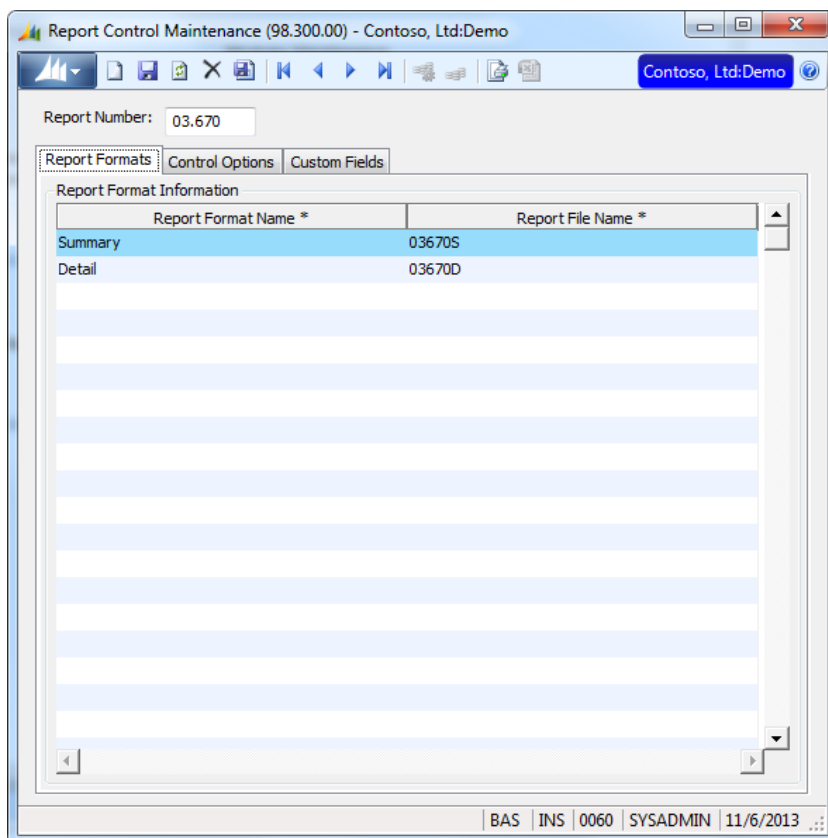 Report Control Maintenance (98.300.00) - Contoso, Ltd:Demo
Contoso, Ltd:Demo
Report Number: 03.670
Report Formats Control Options Custom Fields
Report Format Information
Report Format Name * Report File Name *
Summary 03670S
Detail 03670D
BAS INS 0060 SYSADMIN 11/6/2013